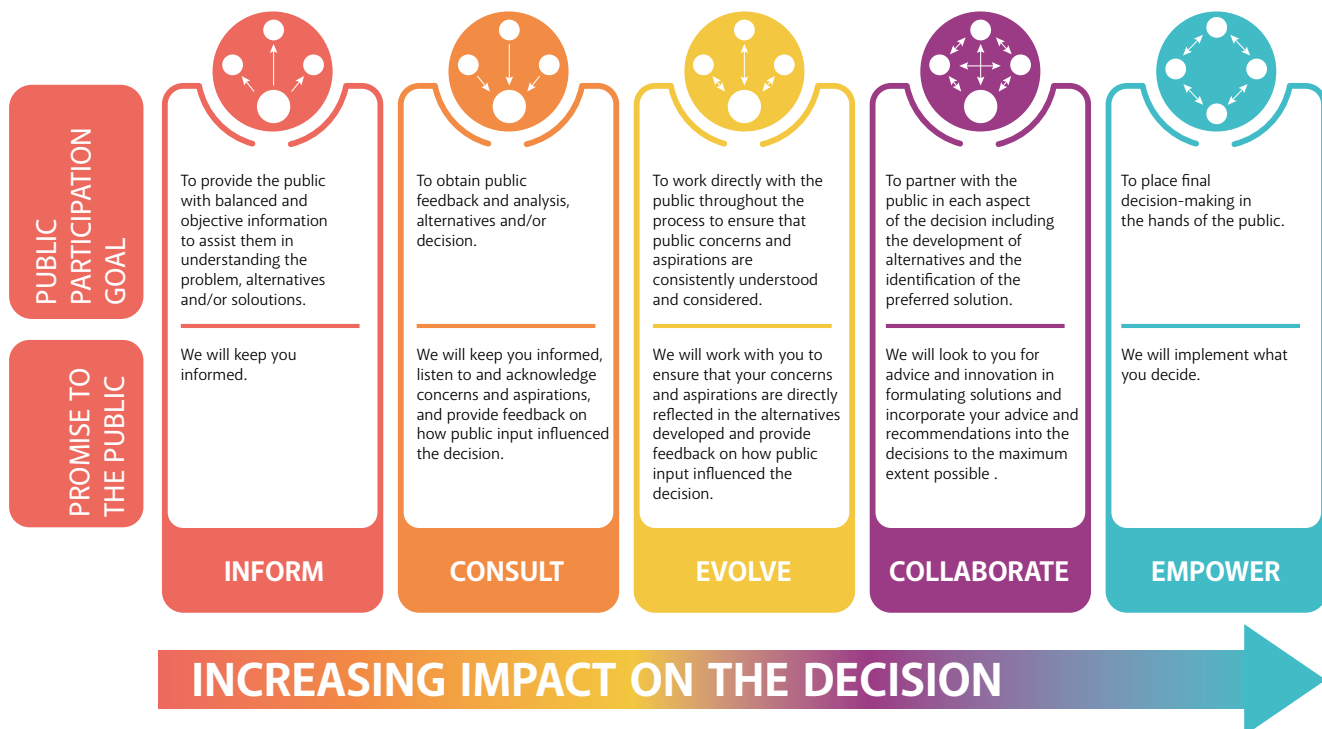 PUBLIC
PARTICIPATION
GOAL
To provide the public
with balanced and
objective information
to assist them in
understanding the
problem, alternatives
and/or soloutions.
To obtain public
feedback and analysis,
alternatives and/or
decision.
To work directly with the
public throughout the
process to ensure that
public concerns and
aspirations are
consistently understood
and considered.
To partner with the
public in each aspect
of the decision including
the development of
alternatives and the
identification of the
preferred solution.
To place final
decision-making in
the hands of the public.
PROMISE TO
THE PUBLIC
We will keep you
informed.
We will keep you informed,
listen to and acknowledge
concerns and aspirations,
and provide feedback on
how public input influenced
the decision.
We will work with you to
ensure that your concerns
and aspirations are directly
reflected in the alternatives
developed and provide
feedback on how public
input influenced the
decision.
We will look to you for
advice and innovation in
formulating solutions and
incorporate your advice and
recommendations into the
decisions to the maximum
extent possible .
We will implement what
you decide.
INFORM
CONSULT
EVOLVE
COLLABORATE
EMPOWER
INCREASING IMPACT ON THE DECISION